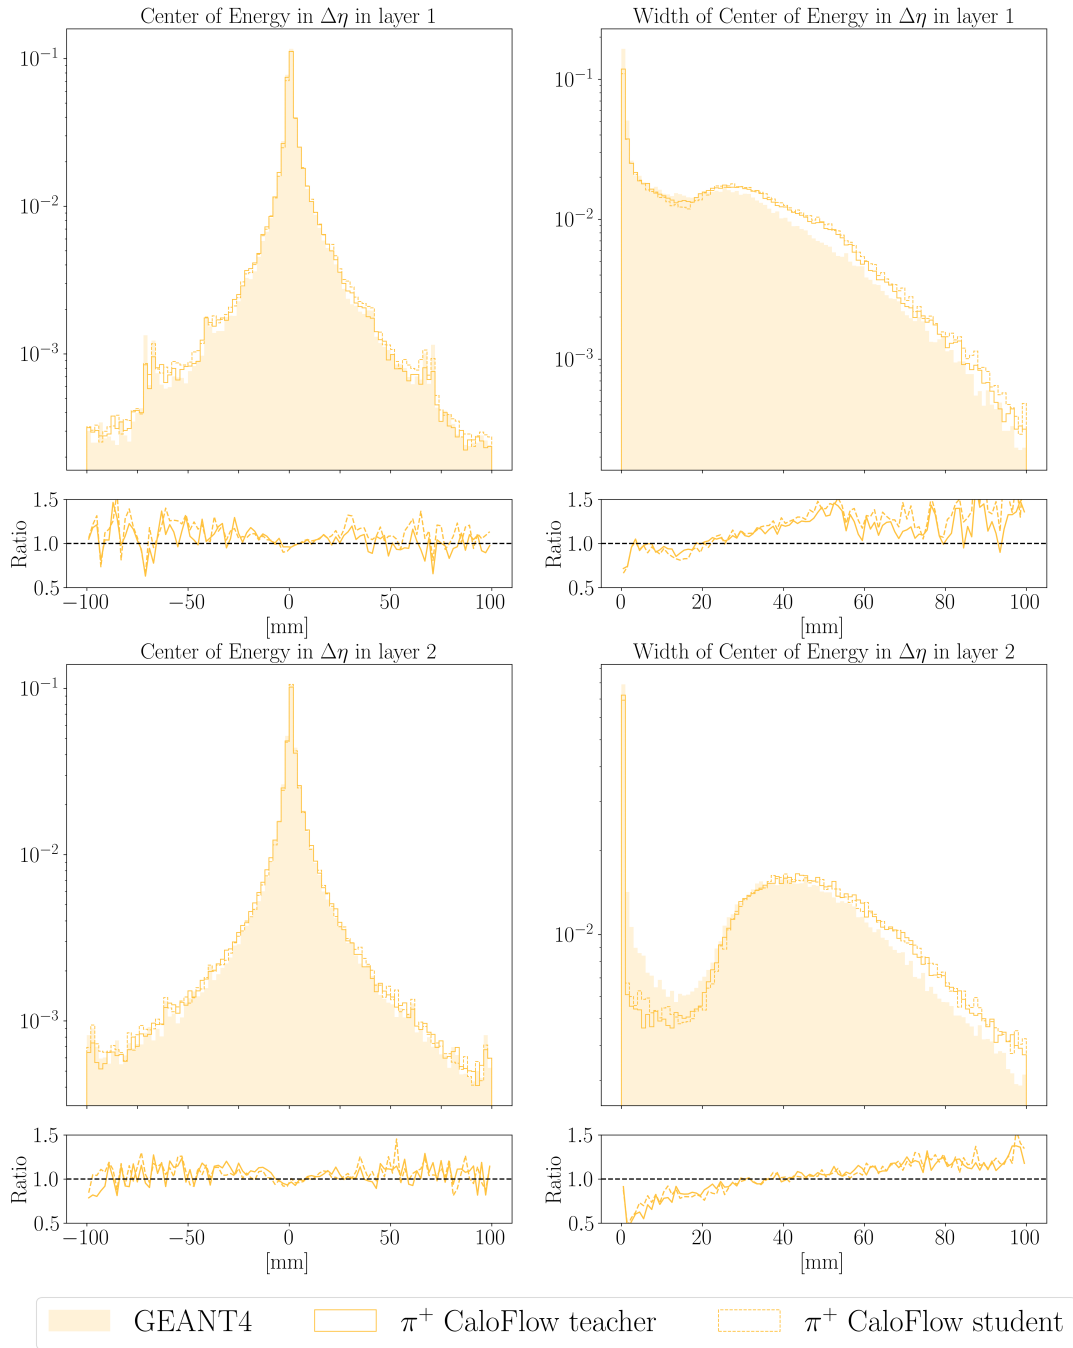 Center of Energy in Δη in layer 1
10⁻¹
10⁻²
10⁻³
Ratio
1.5
1.0
0.5
−100 −50 0 50 100
[mm]
Width of Center of Energy in Δη in layer 1
10⁻¹
10⁻²
10⁻³
Ratio
1.5
1.0
0.5
0 20 40 60 80 100
[mm]
Center of Energy in Δη in layer 2
10⁻¹
10⁻²
10⁻³
Ratio
1.5
1.0
0.5
−100 −50 0 50 100
[mm]
Width of Center of Energy in Δη in layer 2
10⁻²
Ratio
1.5
1.0
0.5
0 20 40 60 80 100
[mm]
GEANT4 π⁺ CaloFlow teacher π⁺ CaloFlow student